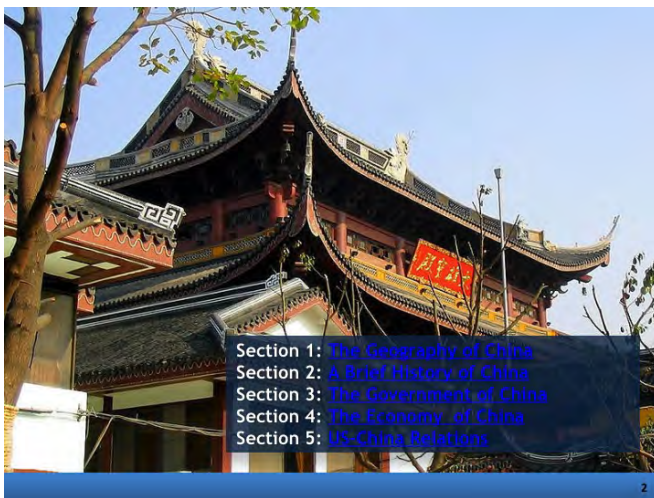 Section 1: The Geography of China
Section 2: A Brief History of China
Section 3: The Government of China
Section 4: The Economy of China
Section 5: US-China Relations
2